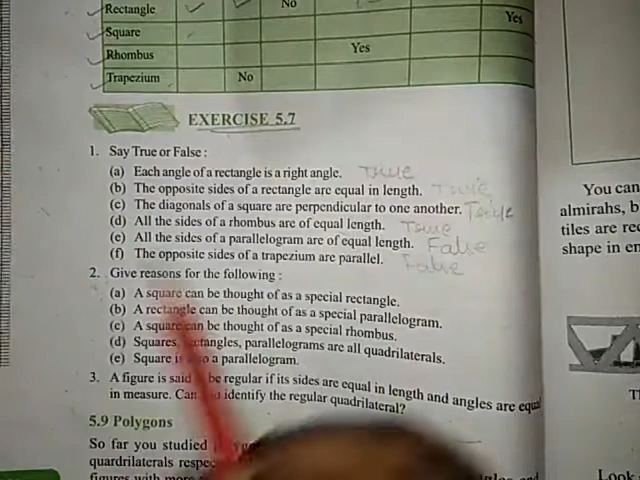 Rectangle No
Square Yes
Rhombus Yes
Trapezium No
EXERCISE 5.7
1. Say True or False :
(a) Each angle of a rectangle is a right angle. True
(b) The opposite sides of a rectangle are equal in length. True
(c) The diagonals of a square are perpendicular to one another. True
(d) All the sides of a rhombus are of equal length. True
(e) All the sides of a parallelogram are of equal length. False
(f) The opposite sides of a trapezium are parallel. False
2. Give reasons for the following :
(a) A square can be thought of as a special rectangle.
(b) A rectangle can be thought of as a special parallelogram.
(c) A square can be thought of as a special rhombus.
(d) Squares, parallelograms are all quadrilaterals.
(e) Square is a parallelogram.
3. A figure is said be regular if its sides are equal in length and angles are equal
in measure. identify the regular quadrilateral?
5.9 Polygons
So far you studied
quardrilaterals
figures with more
You can
almirahs, b
tiles are re
shape in en
Look